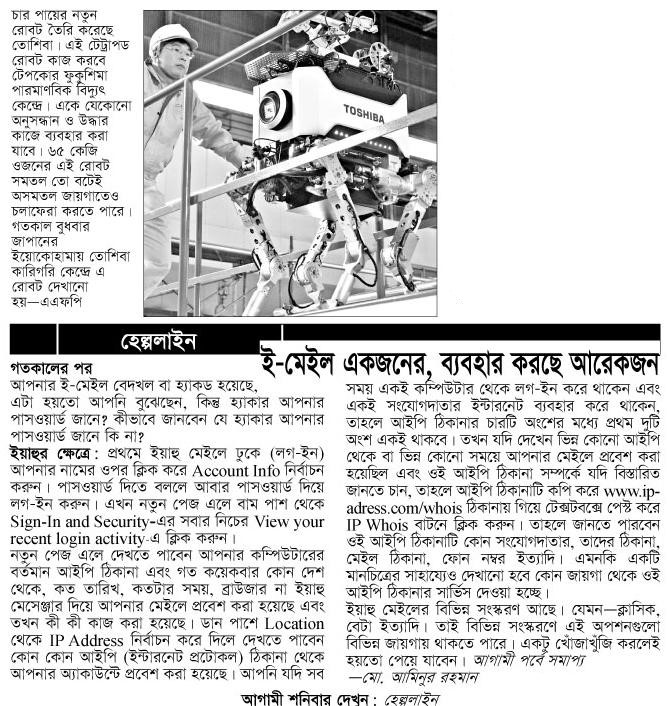 চার পায়ের নতুন
রোবট তৈরি করেছে
তোশিবা। এই টেট্রাপড
রোবট কাজ করবে
টেপকোর ফুকুশিমা
পারমাণবিক বিদ্যুৎ
কেন্দ্রে। একে যেকোনো
অনুসন্ধান ও উদ্ধার
কাজে ব্যবহার করা
যাবে। ৬৫ কেজি
ওজনের এই রোবট
সমতল তো বটেই
অসমতল জায়গাতেও
চলাফেরা করতে পারে।
গতকাল বুধবার
জাপানের
ইয়োকোহামায় তোশিবা
কারিগরি কেন্দ্রে এ
রোবট দেখানো
হয়—এএফপি
TOSHIBA
হেল্পলাইন
ই-মেইল একজনের, ব্যবহার করছে আরেকজন
গতকালের পর
আপনার ই-মেইল বেদখল বা হ্যাকড হয়েছে,
এটা হয়তো আপনি বুঝেছেন, কিন্তু হ্যাকার আপনার
পাসওয়ার্ড জানে? কীভাবে জানবেন যে হ্যাকার আপনার
পাসওয়ার্ড জানে কি না?
ইয়াহুর ক্ষেত্রে: প্রথমে ইয়াহু মেইলে ঢুকে (লগ-ইন)
আপনার নামের ওপর ক্লিক করে Account Info নির্বাচন
করুন। পাসওয়ার্ড দিতে বললে আবার পাসওয়ার্ড দিয়ে
লগ-ইন করুন। এখন নতুন পেজ এলে বাম পাশ থেকে
Sign-In and Security-এর সবার নিচের View your
recent login activity-এ ক্লিক করুন।
নতুন পেজ এলে দেখতে পাবেন আপনার কম্পিউটারের
বর্তমান আইপি ঠিকানা এবং গত কয়েকবার কোন দেশ
থেকে, কত তারিখ, কতটার সময়, ব্রাউজার না ইয়াহু
মেসেঞ্জার দিয়ে আপনার মেইলে প্রবেশ করা হয়েছে এবং
তখন কী কী কাজ করা হয়েছে। ডান পাশে Location
থেকে IP Address নির্বাচন করে দিলে দেখতে পাবেন
কোন কোন আইপি (ইন্টারনেট প্রটোকল) ঠিকানা থেকে
আপনার অ্যাকাউন্টে প্রবেশ করা হয়েছে। আপনি যদি সব
সময় একই কম্পিউটার থেকে লগ-ইন করে থাকেন এবং
একই সংযোগদাতার ইন্টারনেট ব্যবহার করে থাকেন,
তাহলে আইপি ঠিকানার চারটি অংশের মধ্যে প্রথম দুটি
অংশ একই থাকবে। তখন যদি দেখেন ভিন্ন কোনো আইপি
থেকে বা ভিন্ন কোনো সময়ে আপনার মেইলে প্রবেশ করা
হয়েছিল এবং ওই আইপি ঠিকানা সম্পর্কে যদি বিস্তারিত
জানতে চান, তাহলে আইপি ঠিকানাটি কপি করে www.ip-
adress.com/whois ঠিকানায় গিয়ে টেক্সটবক্সে পেস্ট করে
IP Whois বাটনে ক্লিক করুন। তাহলে জানতে পারবেন
ওই আইপি ঠিকানাটি কোন সংযোগদাতার, তাদের ঠিকানা,
মেইল ঠিকানা, ফোন নম্বর ইত্যাদি। এমনকি একটি
মানচিত্রের সাহায্যেও দেখানো হবে কোন জায়গা থেকে ওই
আইপি ঠিকানার সার্ভিস দেওয়া হচ্ছে।
ইয়াহু মেইলের বিভিন্ন সংস্করণ আছে। যেমন—ক্লাসিক,
বেটা ইত্যাদি। তাই বিভিন্ন সংস্করণে এই অপশনগুলো
বিভিন্ন জায়গায় থাকতে পারে। একটু খোঁজাখুঁজি করলেই
হয়তো পেয়ে যাবেন। আগামী পর্বে সমাপ্য
—মো. আমিনুর রহমান
আগামী শনিবার দেখুন : হেল্পলাইন